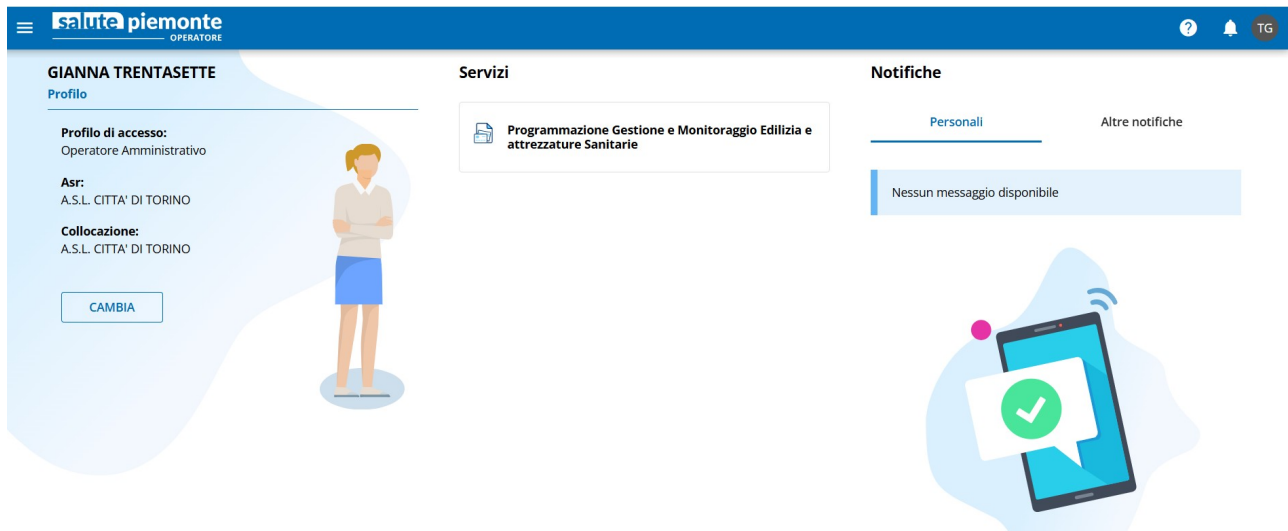 salute piemonte
OPERATORE
?
TG
GIANNA TRENTASETTE
Profilo
Profilo di accesso:
Operatore Amministrativo
Asr:
A.S.L. CITTA' DI TORINO
Collocazione:
A.S.L. CITTA' DI TORINO
CAMBIA
Servizi
Programmazione Gestione e Monitoraggio Edilizia e
attrezzature Sanitarie
Notifiche
Personali
Altre notifiche
Nessun messaggio disponibile